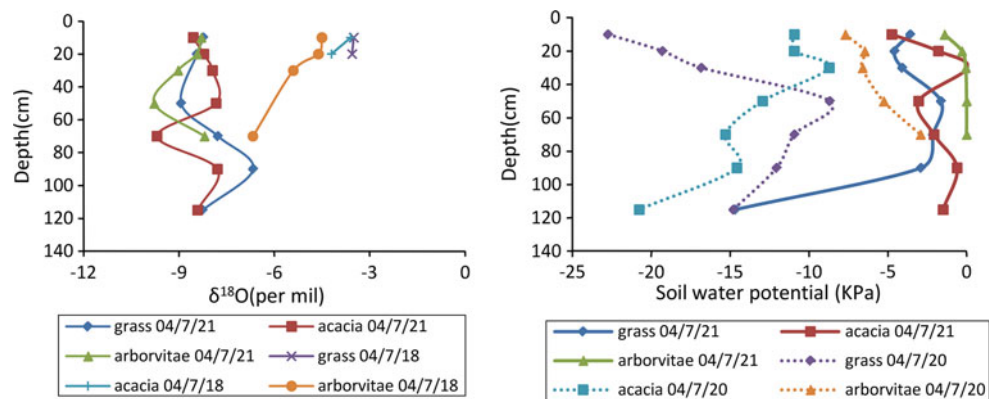 0
20
40
60
80
100
120
140
Depth(cm)
-12 -9 -6 -3 0
δ18O(per mil)
grass 04/7/21 acacia 04/7/21
arborvitae 04/7/21 grass 04/7/18
acacia 04/7/18 arborvitae 04/7/18
0
20
40
60
80
100
120
140
Depth(cm)
-25 -20 -15 -10 -5 0
Soil water potential (KPa)
grass 04/7/21 acacia 04/7/21
arborvitae 04/7/21 grass 04/7/20
acacia 04/7/20 arborvitae 04/7/20